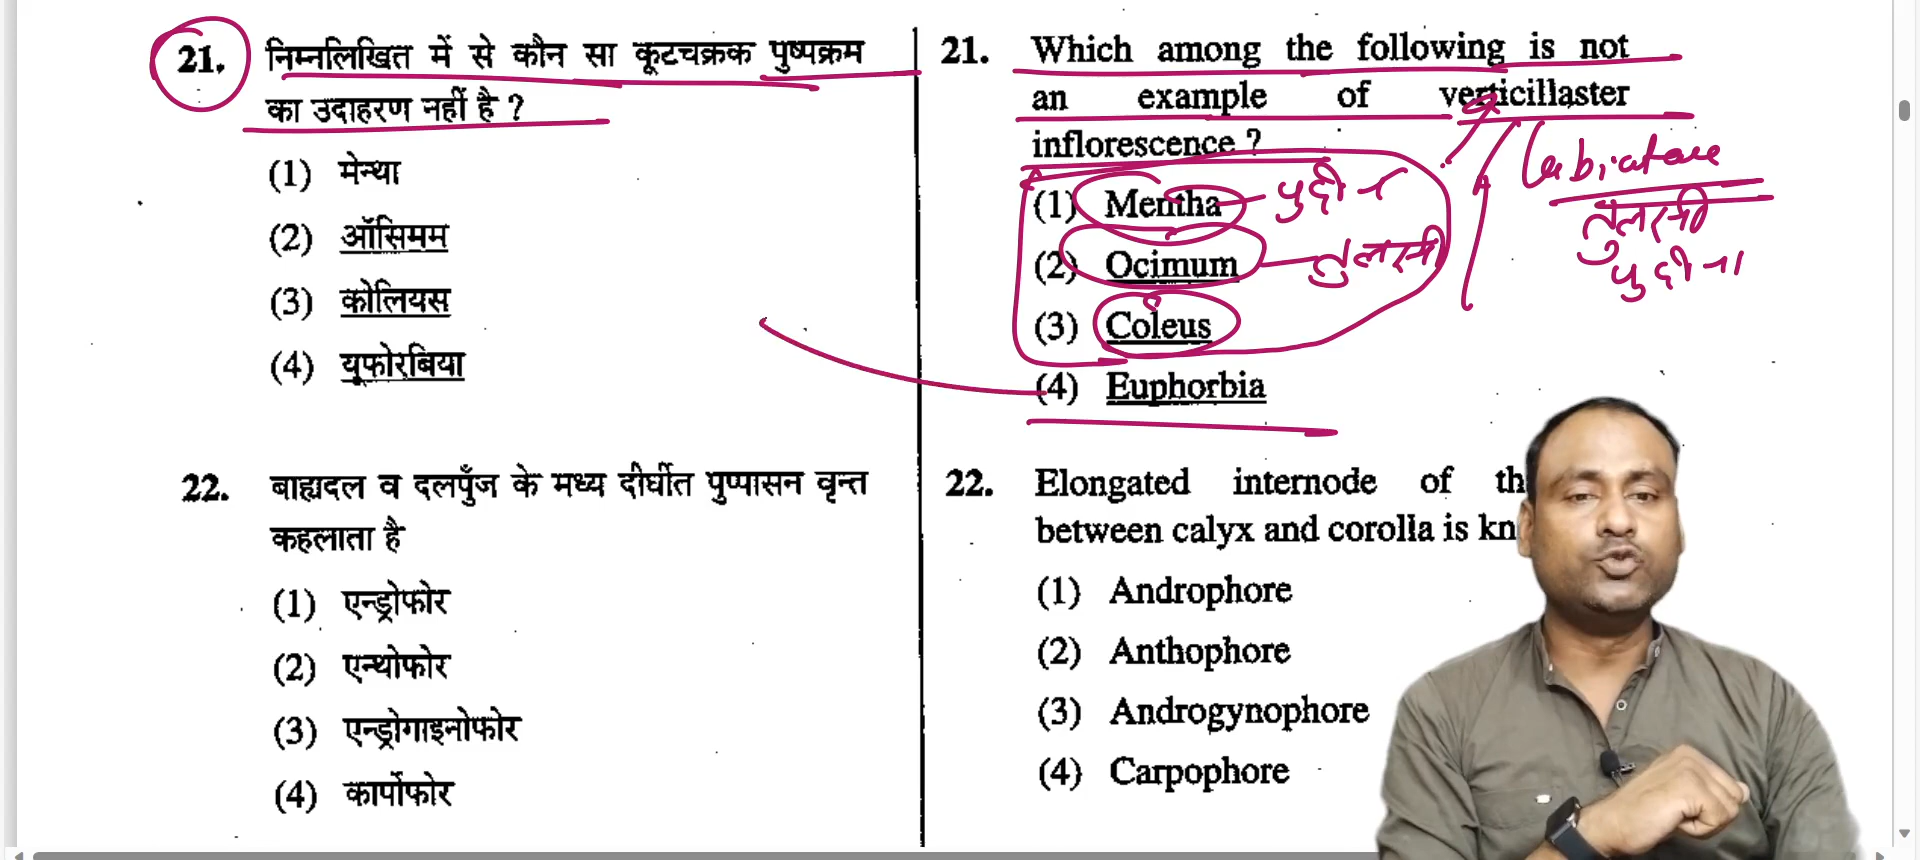 21. निम्नलिखित में से कौन सा कूटचक्रक पुष्पक्रम
का उदाहरण नहीं है ?
(1) मेन्था
(2) ऑसिमम
(3) कोलियस
(4) यूफोरबिया
22. बाह्यदल व दलपुँज के मध्य दीर्घीत पुष्पासन वृन्त
कहलाता है
(1) एन्ड्रोफोर
(2) एन्थोफोर
(3) एन्ड्रोगाइनोफोर
(4) कार्पोफोर
21. Which among the following is not
an example of verticillaster
inflorescence ?
(1) Mentha पुदीना
(2) Ocimum तुलसी
(3) Coleus
(4) Euphorbia
Labiatae
तुलसी
पुदीना
22. Elongated internode of th
between calyx and corolla is kn
(1) Androphore
(2) Anthophore
(3) Androgynophore
(4) Carpophore